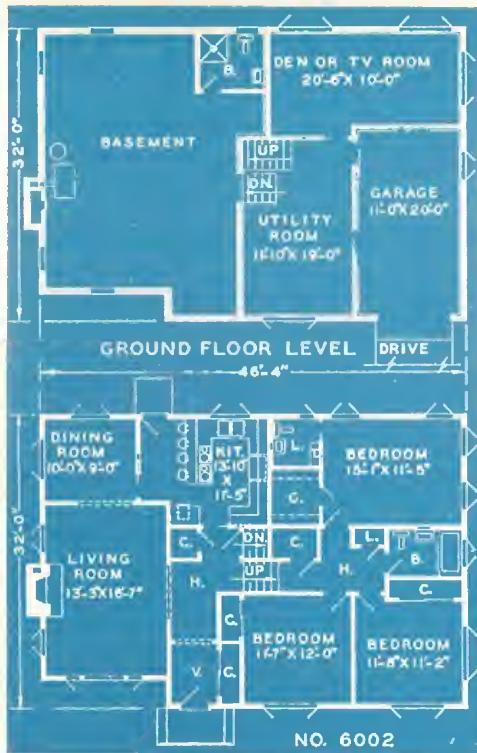 B.
DEN OR TV ROOM
20'-6" X 10'-0"
BASEMENT
32'-0"
UP
DN.
UTILITY
ROOM
11'-10" X 19'-0"
GARAGE
11'-0" X 20'-0"
GROUND FLOOR LEVEL
DRIVE
46'-4"
DINING
ROOM
10'-0" X 9'-0"
KIT.
13'-10"
X
11'-5"
L.
BEDROOM
15'-1" X 11'-5"
C.
32'-0"
C.
DN.
C.
L.
B.
LIVING
ROOM
13'-3" X 16'-7"
H.
UP
H.
C.
C.
BEDROOM
11'-7" X 12'-0"
BEDROOM
11'-8" X 11'-2"
V.
C.
NO. 6002